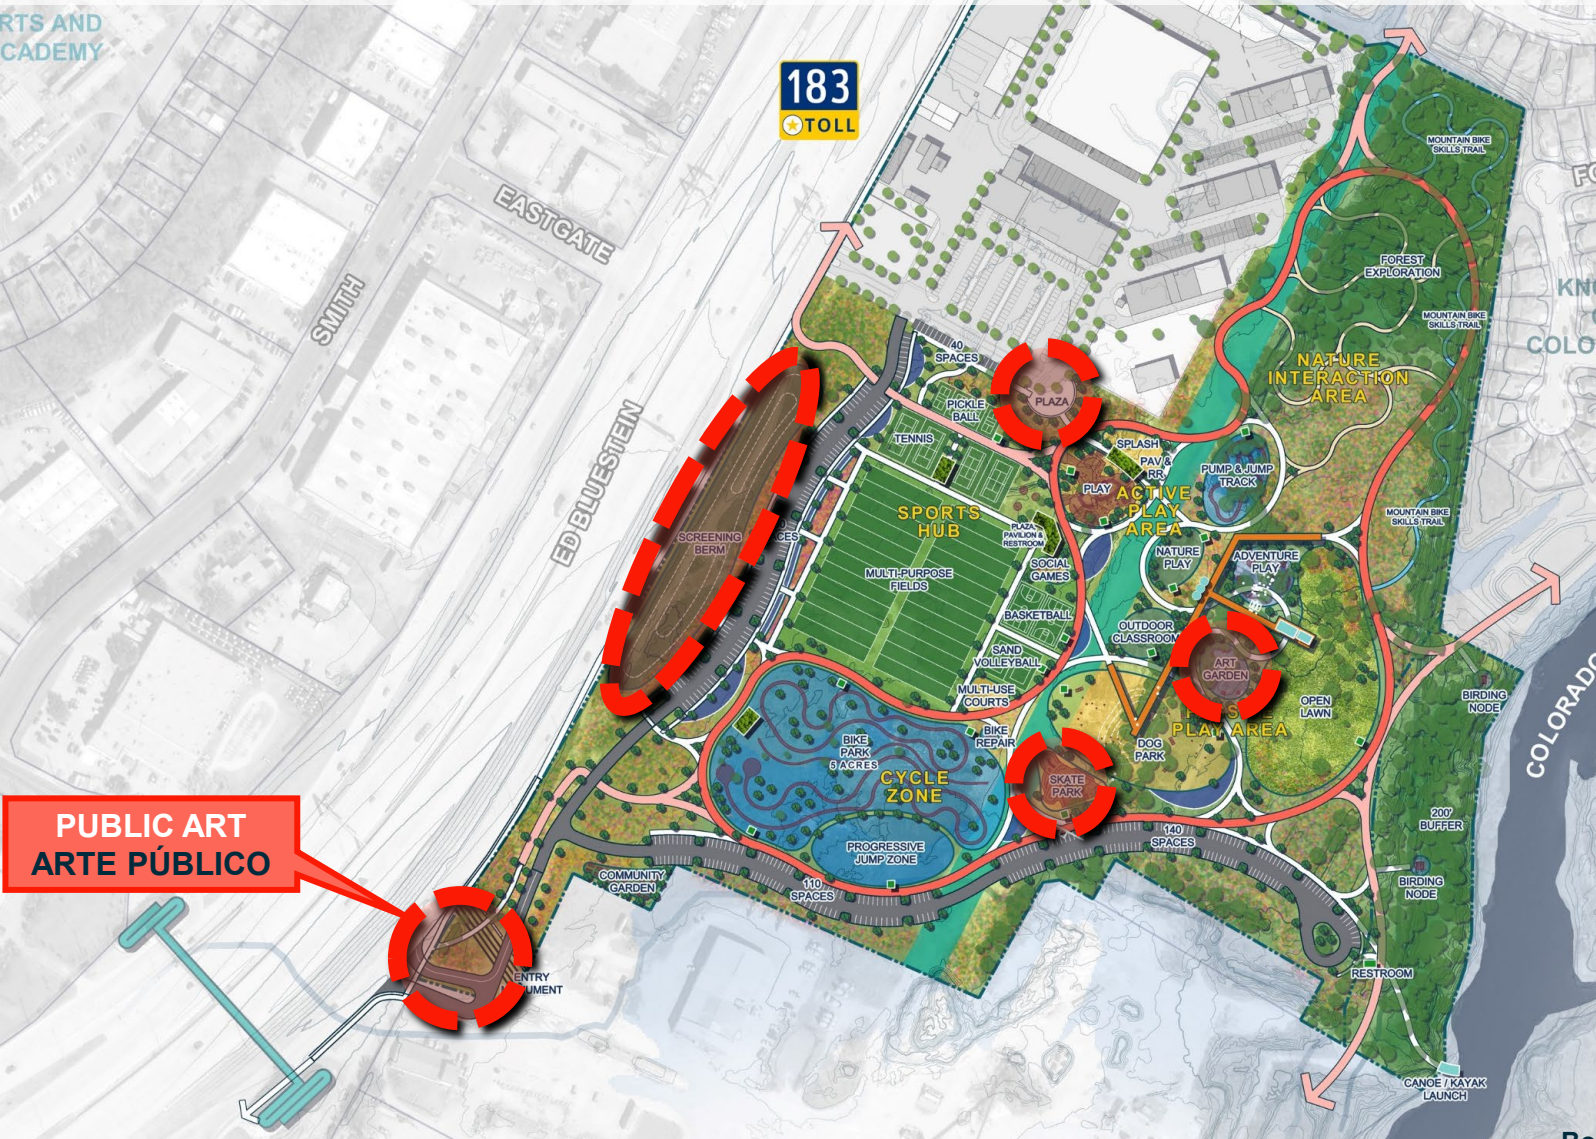 RTS AND
CADEMY
183
TOLL
EASTGATE
SMITH
ED BLUESTEIN
MOUNTAIN BIKE
SKILLS TRAIL
FOREST
EXPLORATION
MOUNTAIN BIKE
SKILLS TRAIL
NATURE
INTERACTION
AREA
COLO
40
SPACES
PLAZA
PICKLE
BALL
TENNIS
SPLASH
PAV &
RR
PLAY
PUMP & JUMP
TRACK
ACTIVE
PLAY
AREA
MOUNTAIN BIKE
SKILLS TRAIL
SPORTS
HUB
PLAZA,
PAVILION &
RESTROOM
SCREENING
BERM
CES
NATURE
PLAY
ADVENTURE
PLAY
SOCIAL
GAMES
MULTI-PURPOSE
FIELDS
BASKETBALL
OUTDOOR
CLASSROOM
SAND
VOLLEYBALL
ART
GARDEN
MULTI-USE
COURTS
OPEN
LAWN
BIRDING
NODE
COLORADO
PLAY AREA
BIKE
REPAIR
DOG
PARK
BIKE
PARK
5 ACRES
CYCLE
ZONE
SKATE
PARK
PROGRESSIVE
JUMP ZONE
140
SPACES
200'
BUFFER
PUBLIC ART
ARTE PÚBLICO
COMMUNITY
GARDEN
110
SPACES
BIRDING
NODE
ENTRY
UMENT
RESTROOM
CANOE / KAYAK
LAUNCH